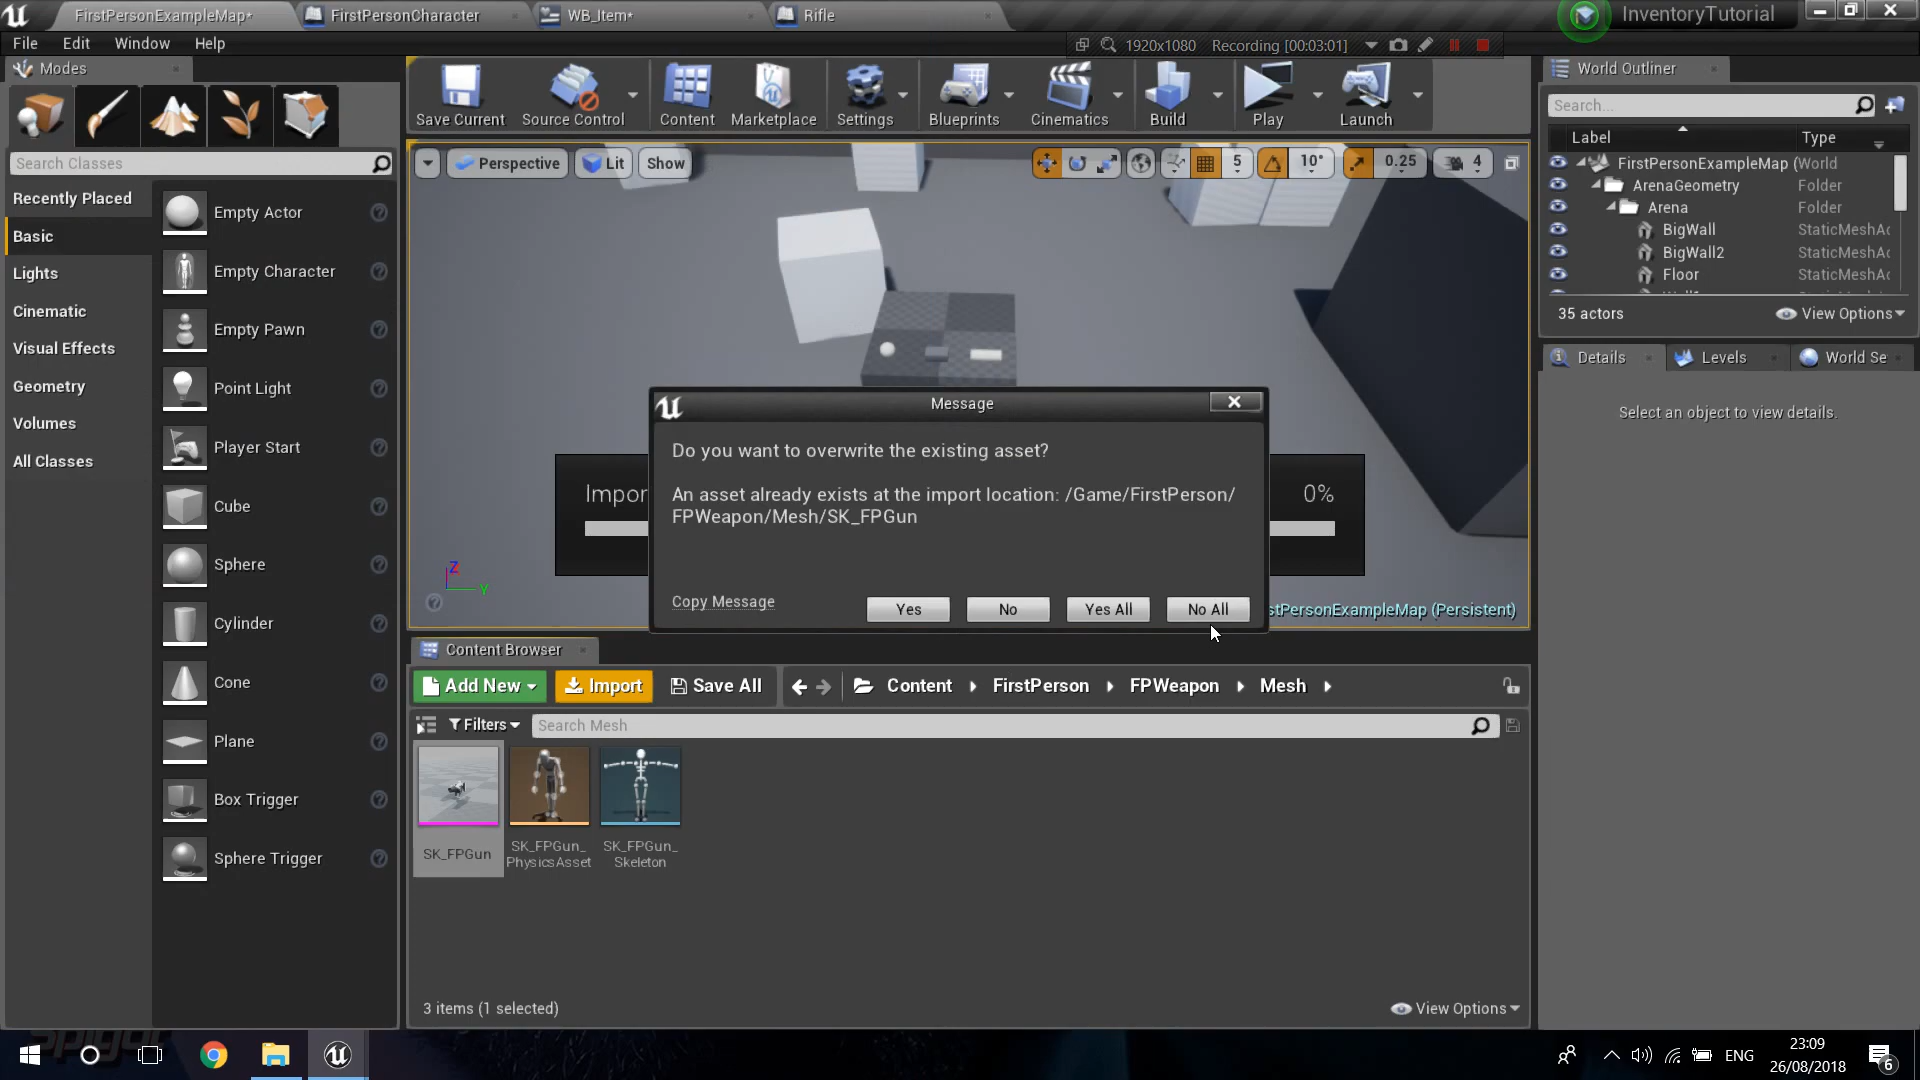 FirstPersonExampleMap*
FirstPersonCharacter
WB_Item*
Rifle
InventoryTutorial
File
Edit
Window
Help
1920x1080
Recording [00:03:01]
Modes
World Outliner
Save Current
Source Control
Content
Marketplace
Settings
Blueprints
Cinematics
Build
Play
Launch
Search...
Label
Type
Search Classes
Perspective
Lit
Show
5
10°
0.25
4
FirstPersonExampleMap (
World
ArenaGeometry
Folder
Arena
Folder
BigWall
StaticMeshAc
BigWall2
StaticMeshAc
Floor
StaticMeshAc
35 actors
View Options
Recently Placed
Basic
Lights
Cinematic
Visual Effects
Geometry
Volumes
All Classes
Empty Actor
Empty Character
Empty Pawn
Point Light
Player Start
Cube
Sphere
Cylinder
Cone
Plane
Box Trigger
Sphere Trigger
Details
Levels
World Se
Select an object to view details.
Message
Do you want to overwrite the existing asset?
An asset already exists at the import location: /Game/FirstPerson/
FPWeapon/Mesh/SK_FPGun
Copy Message
Yes
No
Yes All
No All
Impor
0%
Z
Y
stPersonExampleMap (Persistent)
Content Browser
Add New
Import
Save All
Content
FirstPerson
FPWeapon
Mesh
Filters
Search Mesh
SK_FPGun
SK_FPGun_
PhysicsAsset
SK_FPGun_
Skeleton
3 items (1 selected)
View Options
ENG
23:09
26/08/2018
6